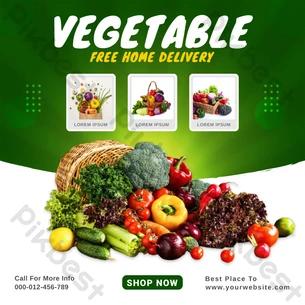 VEGETABLE
FREE HOME DELIVERY
LOREM IPSUM
LOREM IPSUM
LOREM IPSUM
Call For More Info
000-012-456-789
SHOP NOW
Best Place To
www.yourwebsite.com
pikbest